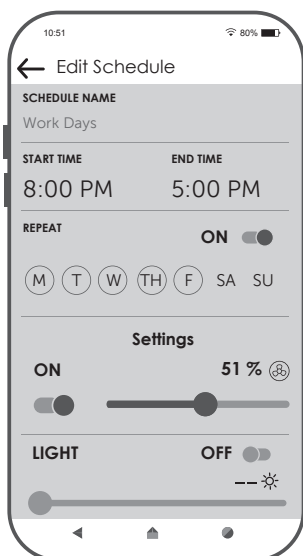 10:51 80%
Edit Schedule
SCHEDULE NAME
Work Days
START TIME END TIME
8:00 PM 5:00 PM
REPEAT ON
M T W TH F SA SU
Settings
ON 51 %
LIGHT OFF
--